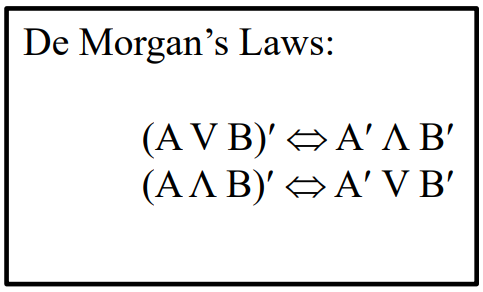 De Morgan’s Laws:
(A V B)′ ⇔ A′ Λ B′
(A Λ B)′ ⇔ A′ V B′